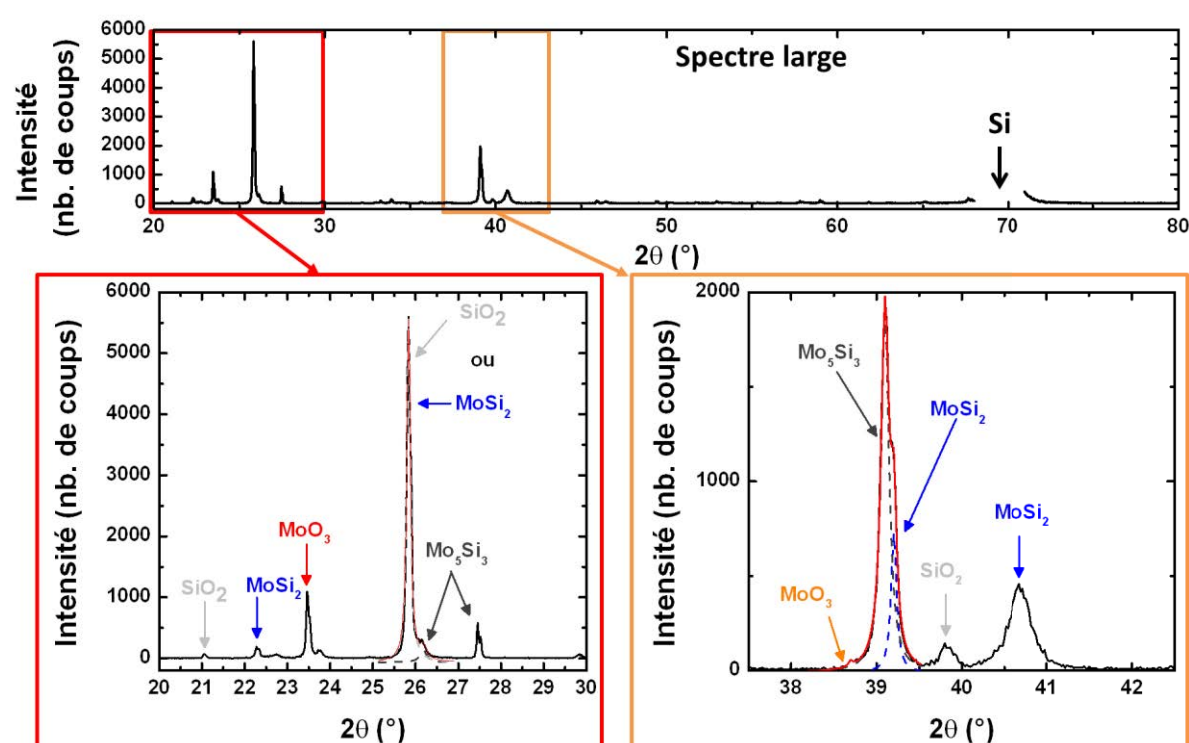 Intensité
(nb. de coups)
6000
5000
4000
3000
2000
1000
0
Spectre large
Si
20 30 40 50 60 70 80
2θ (°)
Intensité (nb. de coups)
6000
5000
4000
3000
2000
1000
0
SiO2
ou
MoSi2
MoO3
Mo5Si3
SiO2
MoSi2
20 21 22 23 24 25 26 27 28 29 30
2θ (°)
Intensité (nb. de coups)
2000
1000
0
Mo5Si3
MoSi2
MoSi2
SiO2
MoO3
38 39 40 41 42
2θ (°)